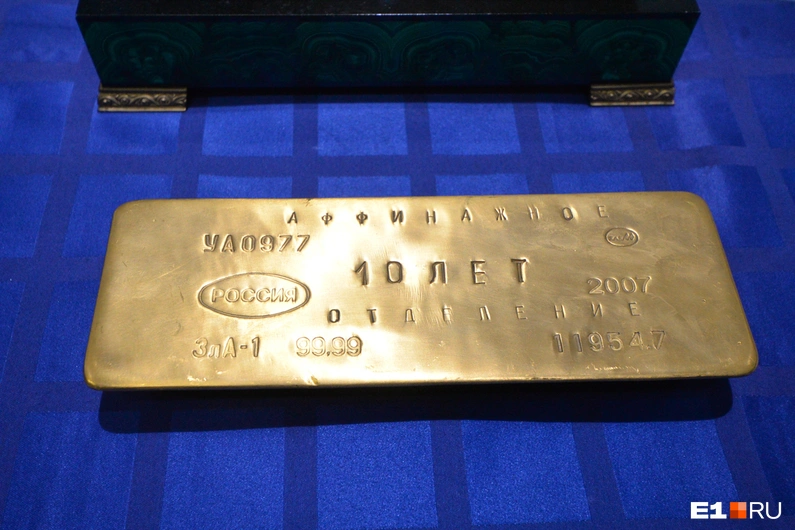 АФФИНАЖНОЕ
УА0977
10 ЛЕТ
2007
РОССИЯ
ОТДЕЛЕНИЕ
ЗлА-1 99,99
11954,7
E1 RU